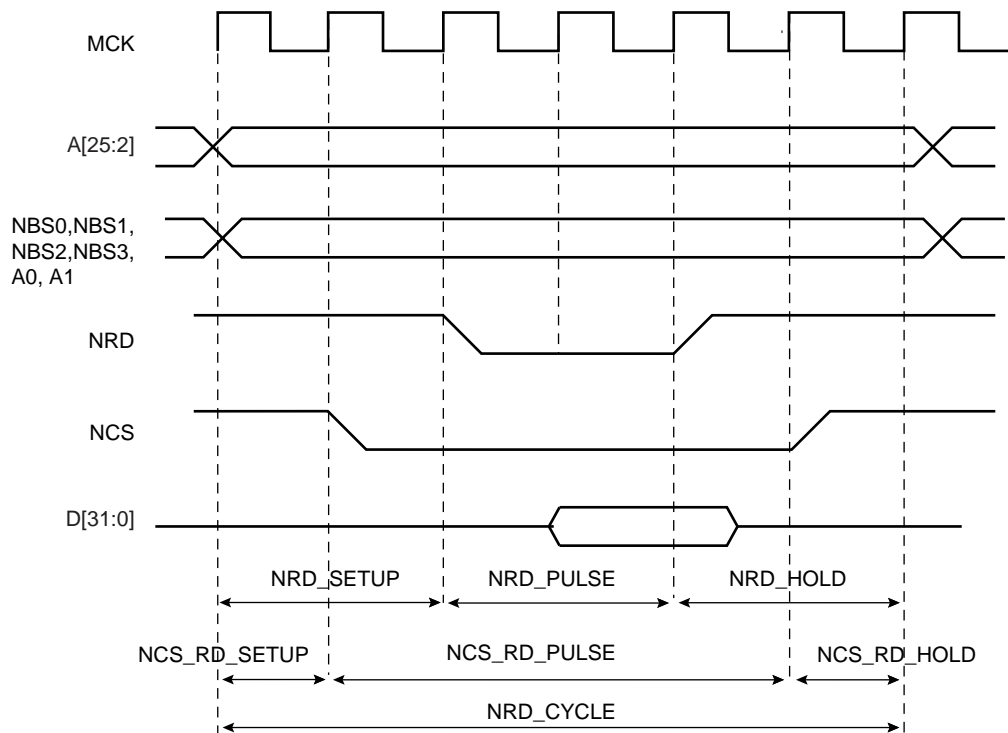 MCK
A[25:2]
NBS0,NBS1,
NBS2,NBS3,
A0, A1
NRD
NCS
D[31:0]
NRD_SETUP
NRD_PULSE
NRD_HOLD
NCS_RD_SETUP
NCS_RD_PULSE
NCS_RD_HOLD
NRD_CYCLE